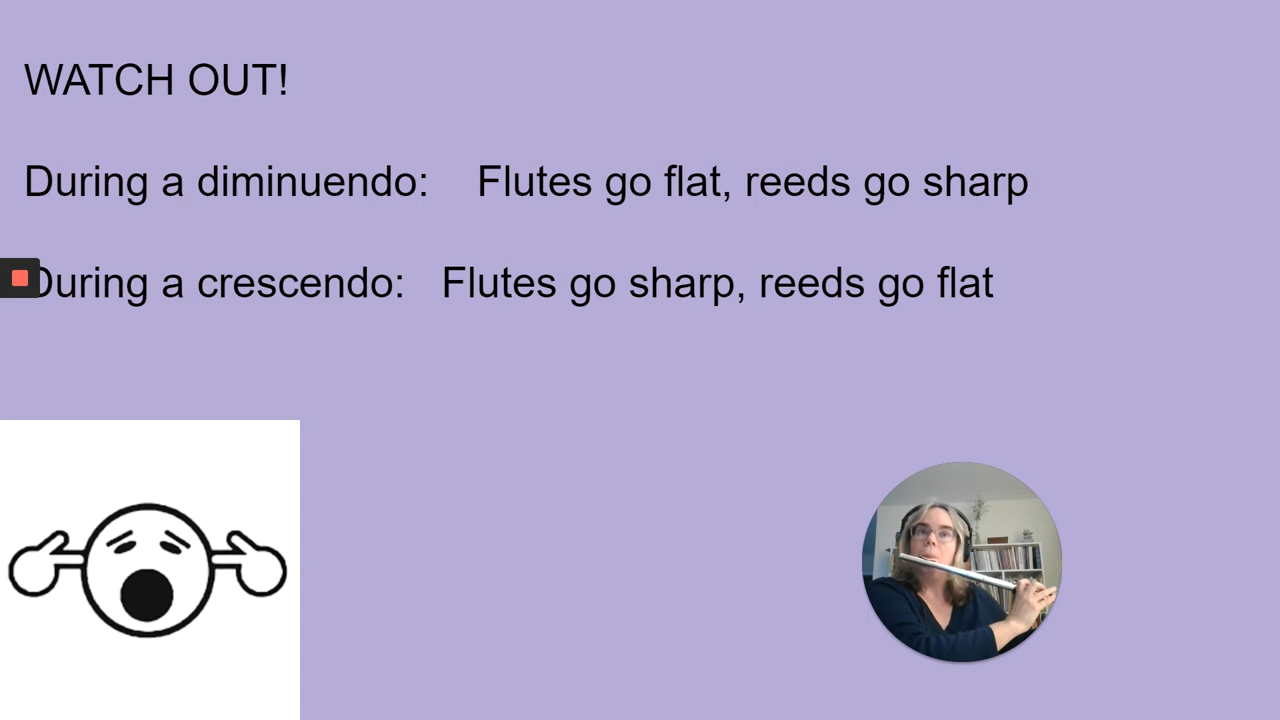 WATCH OUT!
During a diminuendo: Flutes go flat, reeds go sharp
During a crescendo: Flutes go sharp, reeds go flat